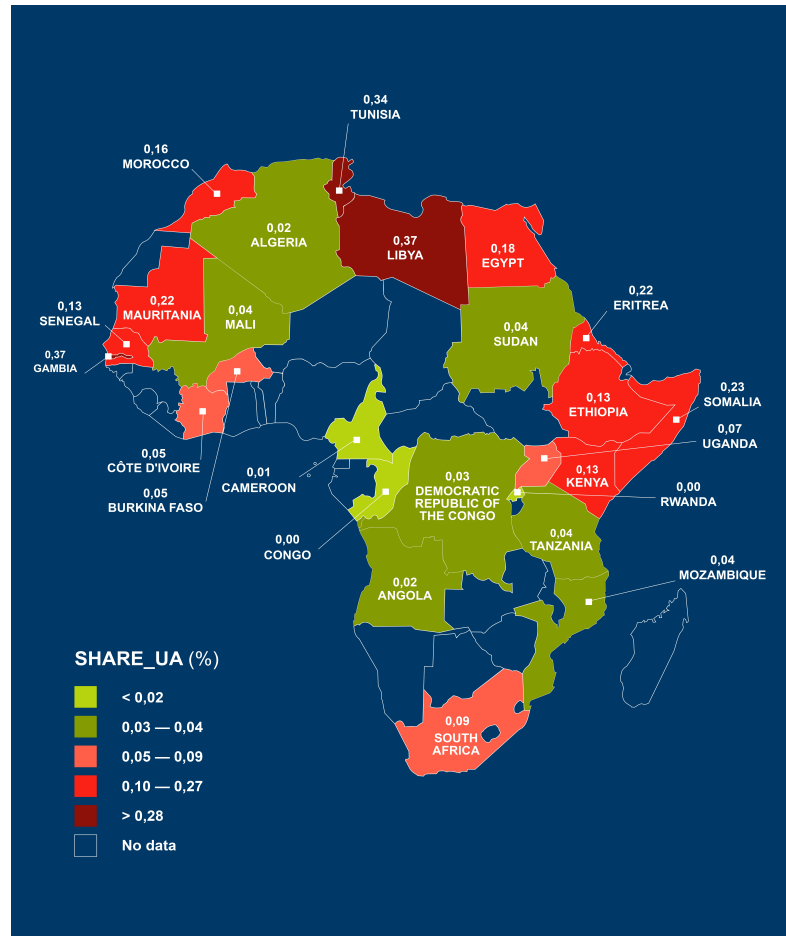 0,34
TUNISIA
0,16
MOROCCO
0,02
ALGERIA
0,37
LIBYA
0,18
EGYPT
0,22
MAURITANIA
0,04
MALI
0,13
SENEGAL
0,37
GAMBIA
0,04
SUDAN
0,22
ERITREA
0,13
ETHIOPIA
0,23
SOMALIA
0,07
UGANDA
0,05
CÔTE D'IVOIRE
0,05
BURKINA FASO
0,01
CAMEROON
0,00
CONGO
0,03
DEMOCRATIC
REPUBLIC OF
THE CONGO
0,13
KENYA
0,00
RWANDA
0,04
TANZANIA
0,04
MOZAMBIQUE
0,02
ANGOLA
0,09
SOUTH
AFRICA
SHARE_UA (%)
< 0,02
0,03 — 0,04
0,05 — 0,09
0,10 — 0,27
> 0,28
No data